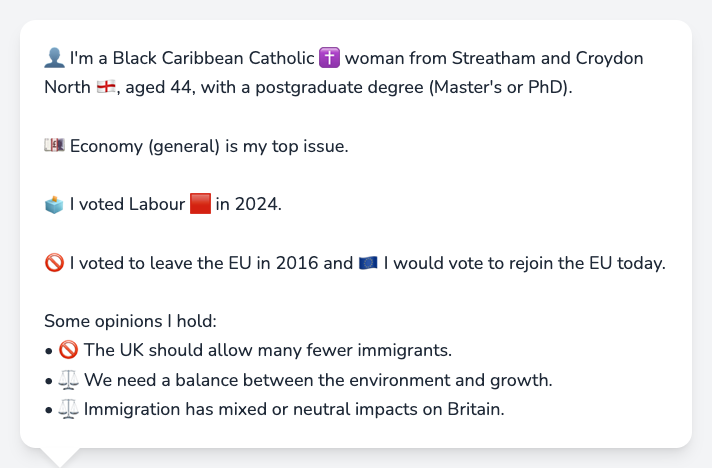 👤 I'm a Black Caribbean Catholic ✝️ woman from Streatham and Croydon
North 🏴󠁧󠁢󠁥󠁮󠁧󠁿, aged 44, with a postgraduate degree (Master's or PhD).
💷 Economy (general) is my top issue.
🗳️ I voted Labour 🟥 in 2024.
🚫 I voted to leave the EU in 2016 and 🇪🇺 I would vote to rejoin the EU today.
Some opinions I hold:
• 🚫 The UK should allow many fewer immigrants.
• ⚖️ We need a balance between the environment and growth.
• ⚖️ Immigration has mixed or neutral impacts on Britain.